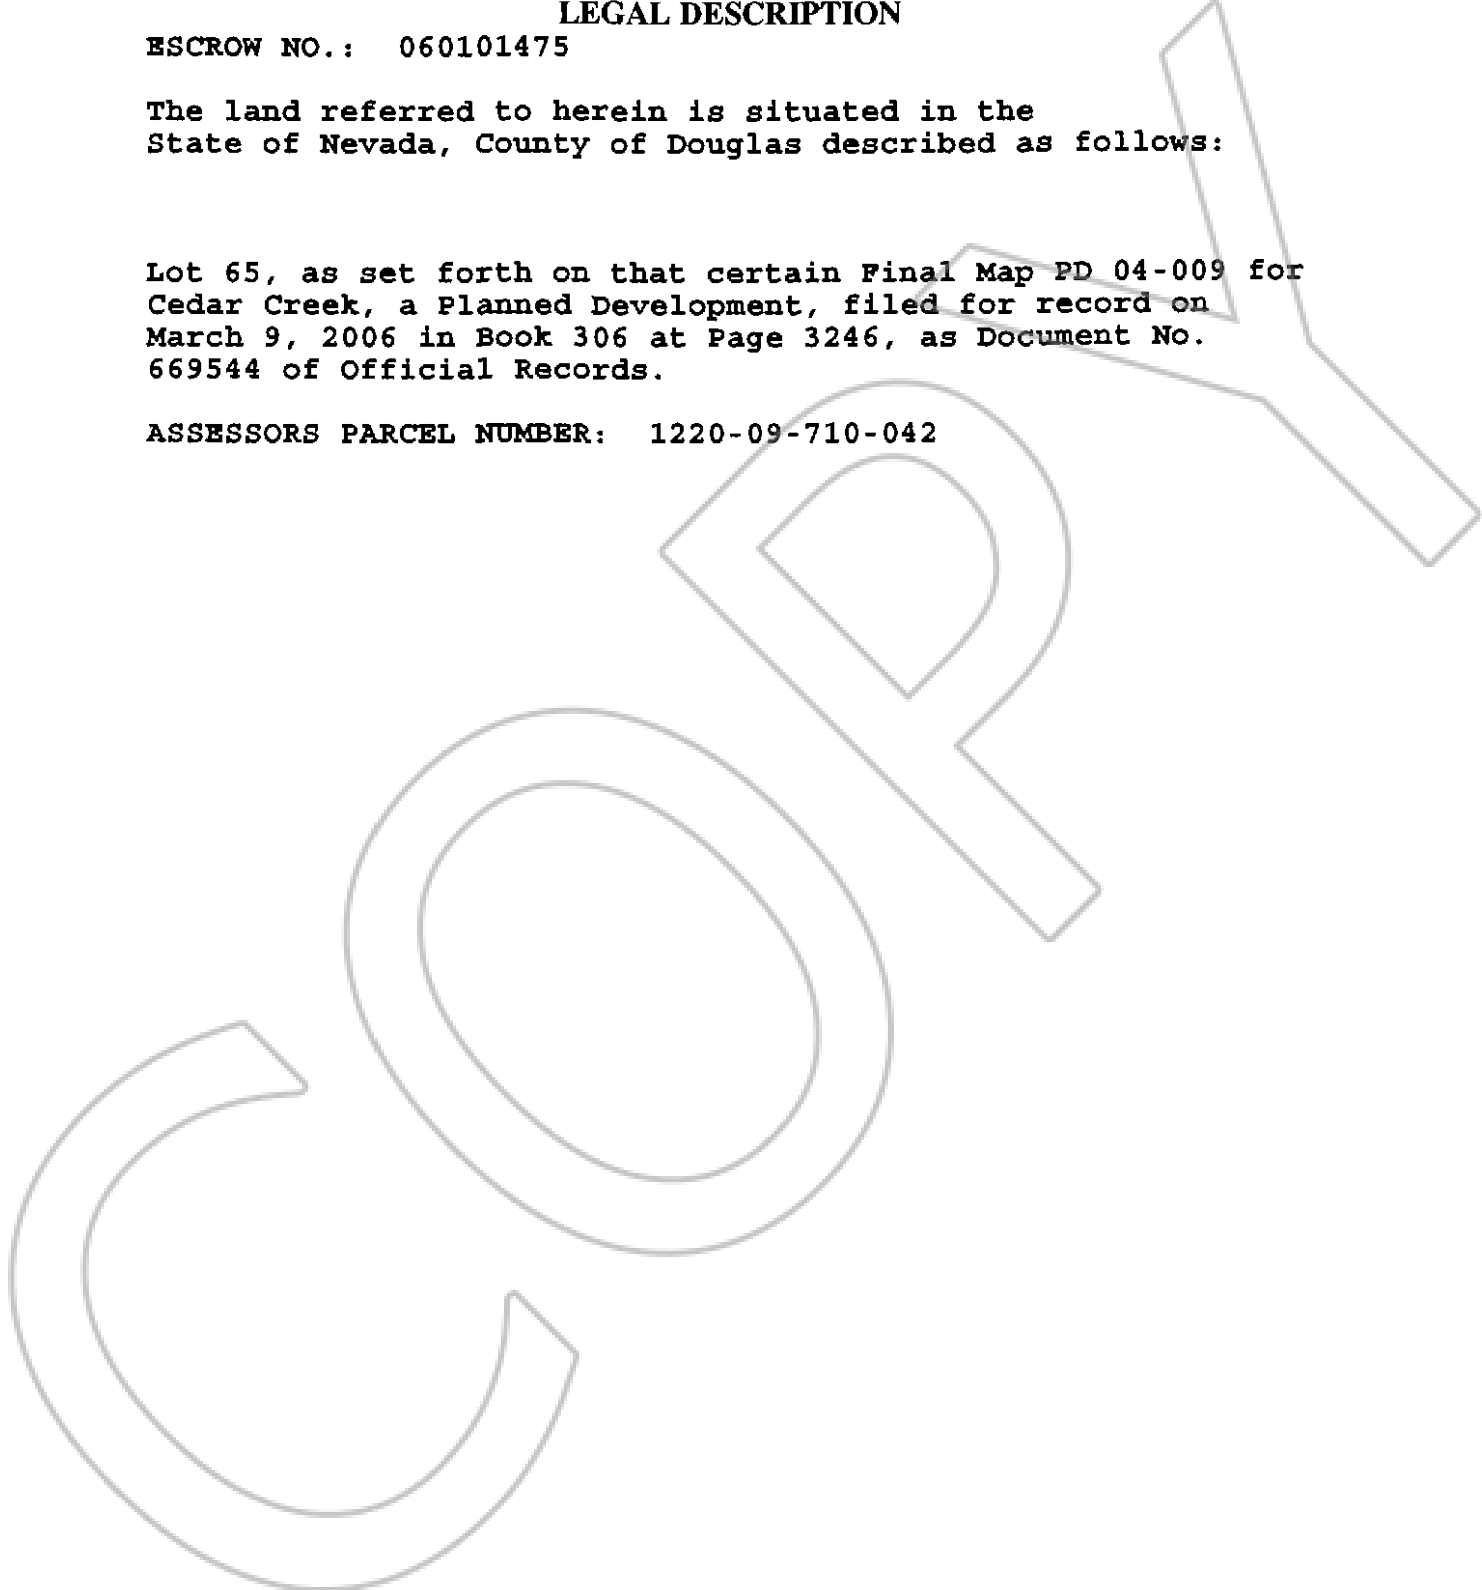 LEGAL DESCRIPTION
ESCROW NO.: 060101475
The land referred to herein is situated in the
State of Nevada, County of Douglas described as follows:
Lot 65, as set forth on that certain Final Map PD 04-009 for
Cedar Creek, a Planned Development, filed for record on
March 9, 2006 in Book 306 at Page 3246, as Document No.
669544 of Official Records.
ASSESSORS PARCEL NUMBER: 1220-09-710-042
COPY